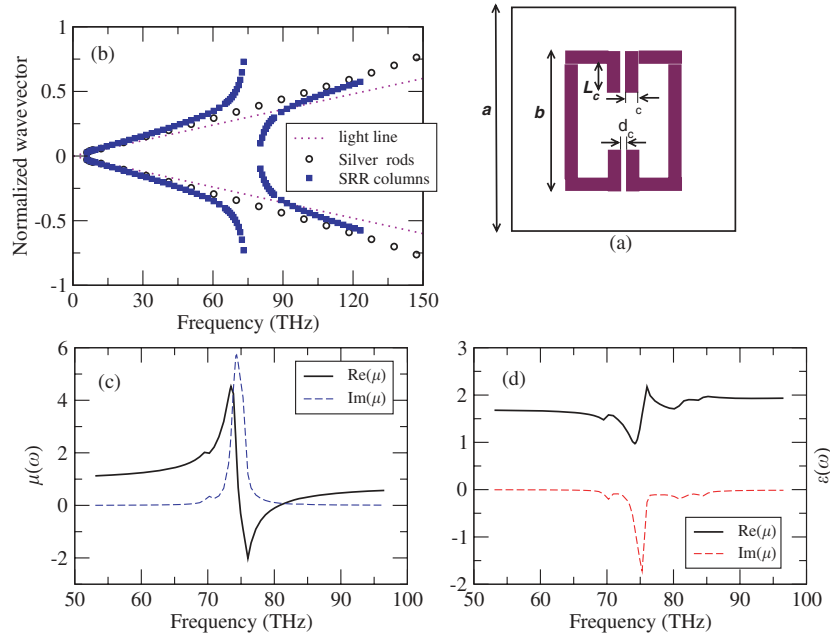 (b)
1
0.5
0
-0.5
-1
Normalized wavevector
light line
Silver rods
SRR columns
0
30
60
90
120
150
Frequency (THz)
a
b
L_c
c
d
c
(a)
(c)
6
4
2
0
-2
μ(ω)
Re(μ)
Im(μ)
50
60
70
80
90
100
Frequency (THz)
(d)
3
2
1
0
-1
-2
ε(ω)
Re(μ)
Im(μ)
50
60
70
80
90
100
Frequency (THz)